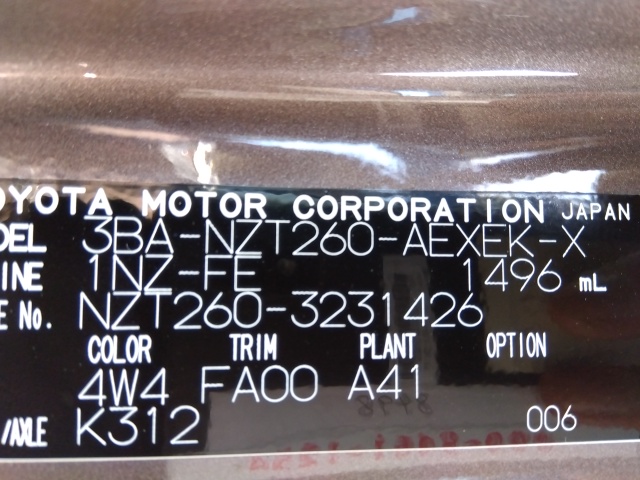 OYOTA MOTOR CORPORATION JAPAN
DEL 3BA-NZT260-AEXEK-X
INE 1NZ-FE 1496 mL
E No. NZT260-3231426
COLOR TRIM PLANT OPTION
4W4 FA00 A41
/AXLE K312 006